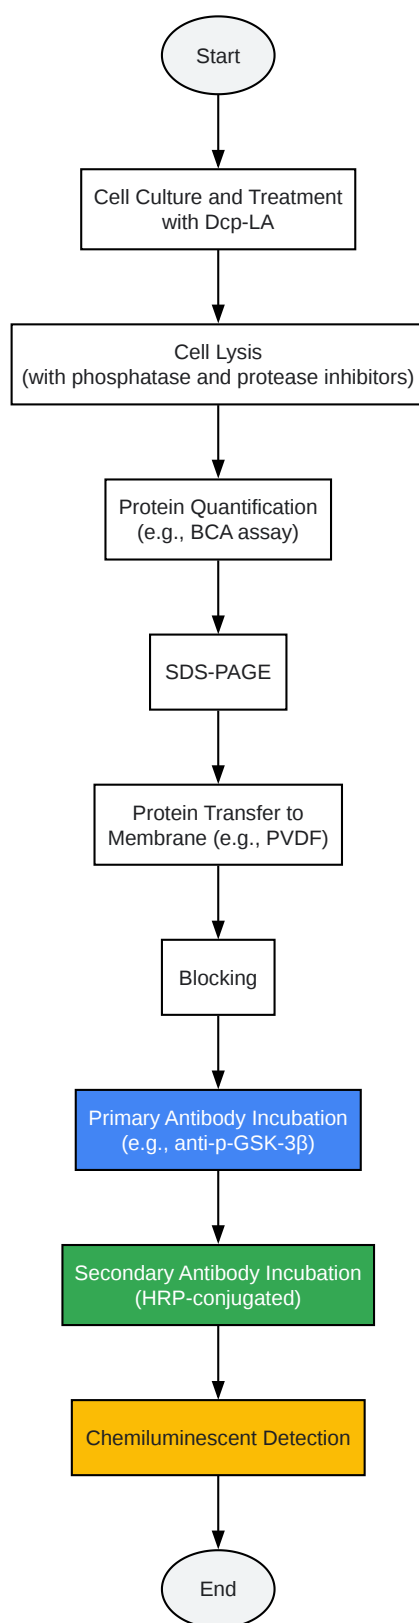 Start
Cell Culture and Treatment
with Dcp-LA
Cell Lysis
(with phosphatase and protease inhibitors)
Protein Quantification
(e.g., BCA assay)
SDS-PAGE
Protein Transfer to
Membrane (e.g., PVDF)
Blocking
Primary Antibody Incubation
(e.g., anti-p-GSK-3β)
Secondary Antibody Incubation
(HRP-conjugated)
Chemiluminescent Detection
End